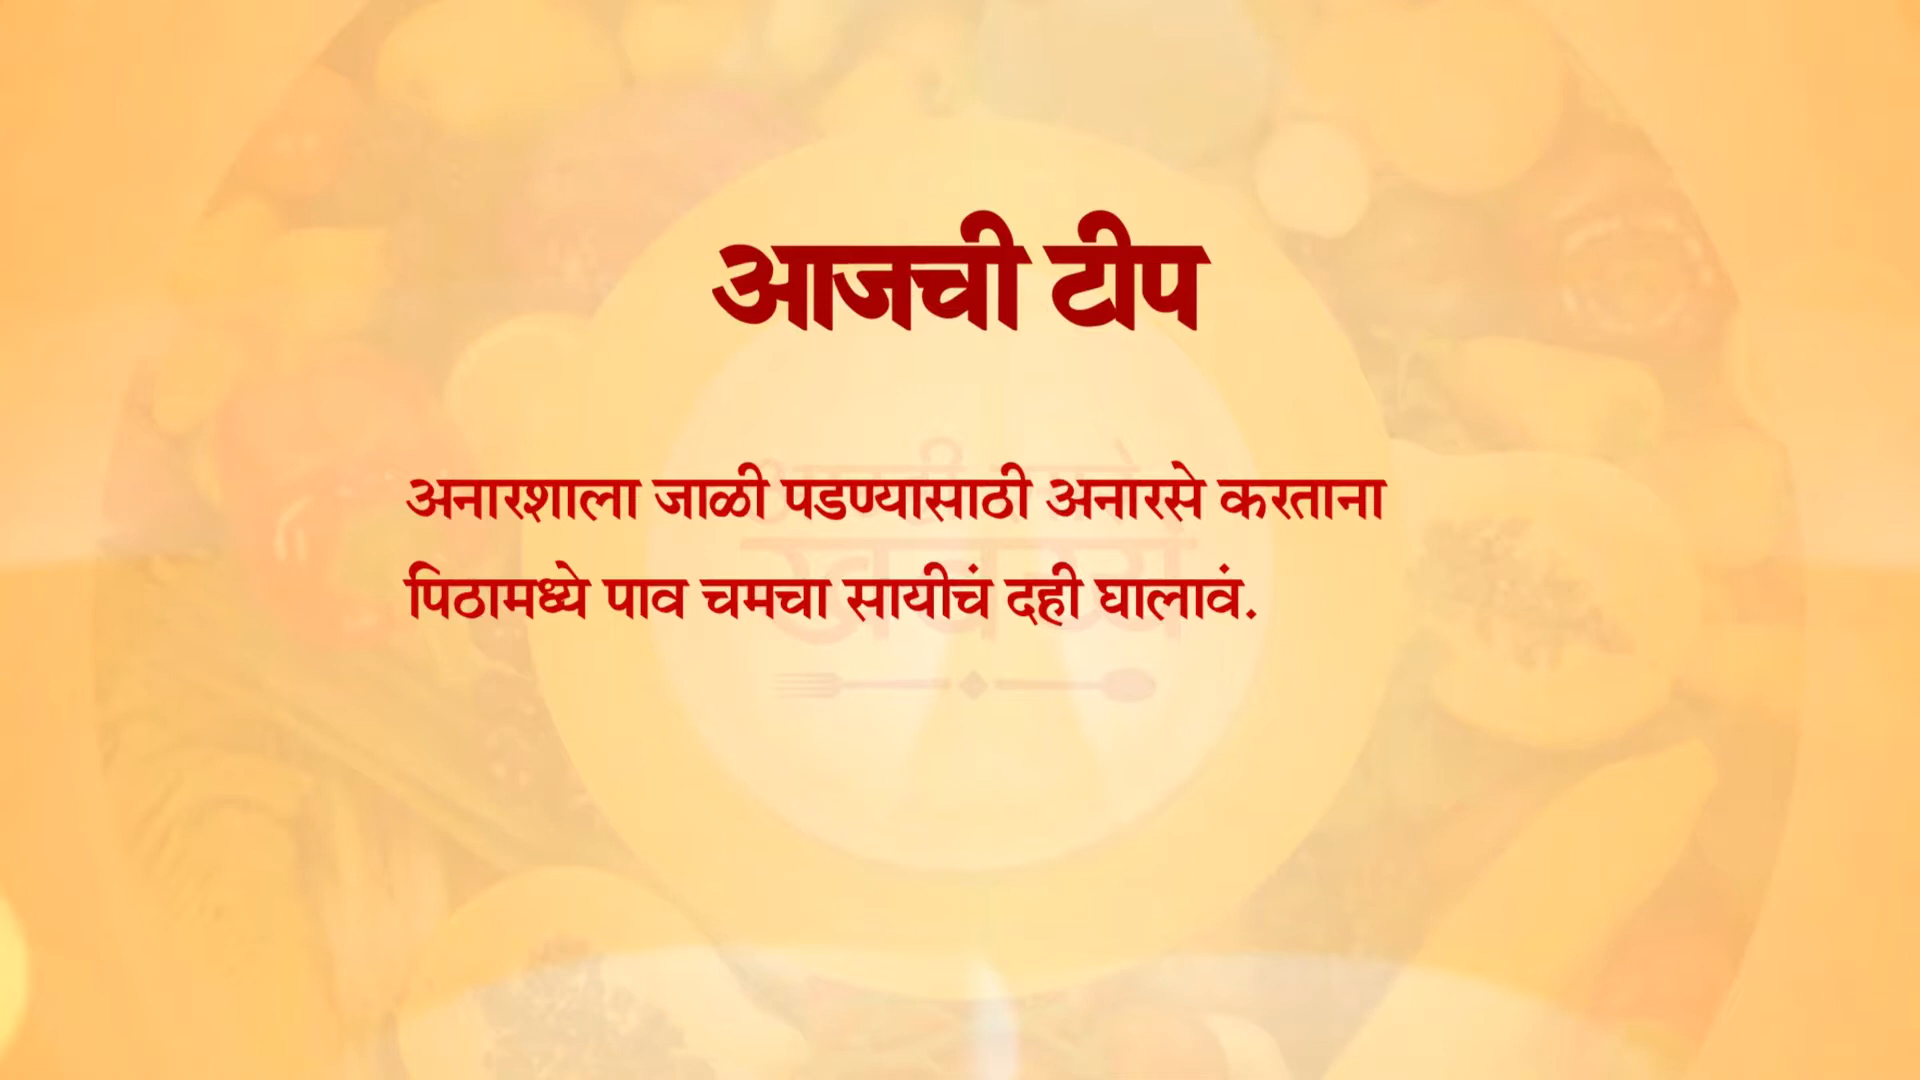 आजची टीप
अनारशाला जाळी पडण्यासाठी अनारसे करताना
पिठामध्ये पाव चमचा सायीचं दही घालावं.